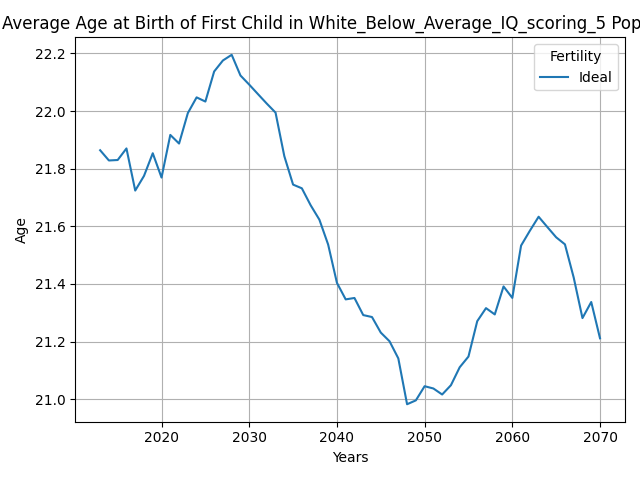 Average Age at Birth of First Child in White_Below_Average_IQ_scoring_5 Pop
Fertility
Ideal
22.2
22.0
21.8
21.6
21.4
21.2
21.0
Age
2020 2030 2040 2050 2060 2070
Years